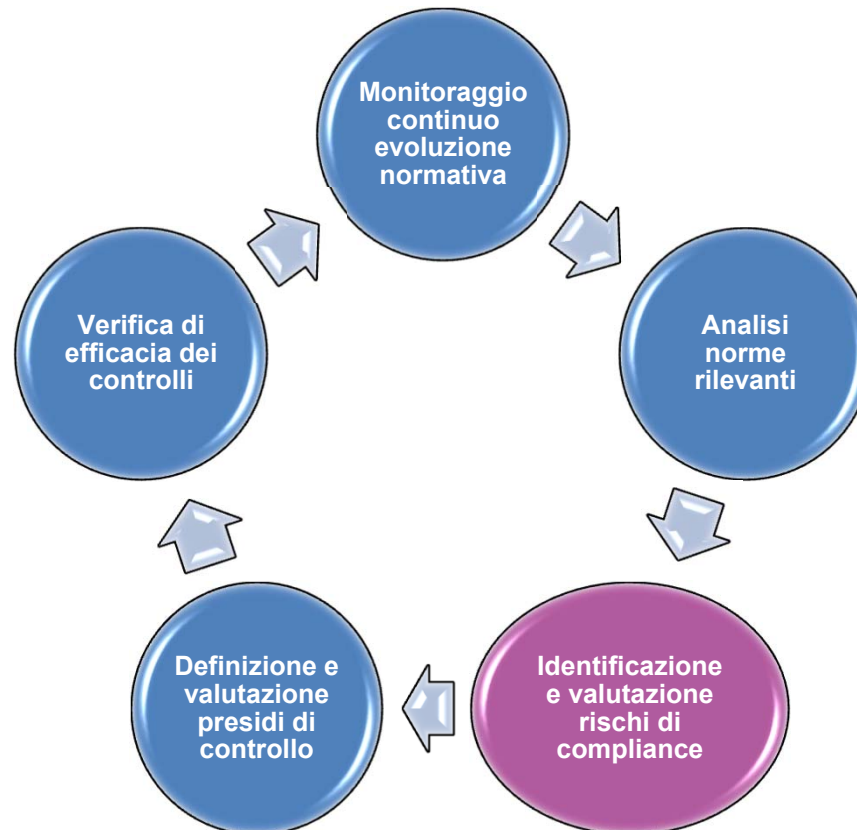 Monitoraggio
continuo
evoluzione
normativa
Analisi
norme
rilevanti
Identificazione
e valutazione
rischi di
compliance
Definizione e
valutazione
presidi di
controllo
Verifica di
efficacia dei
controlli